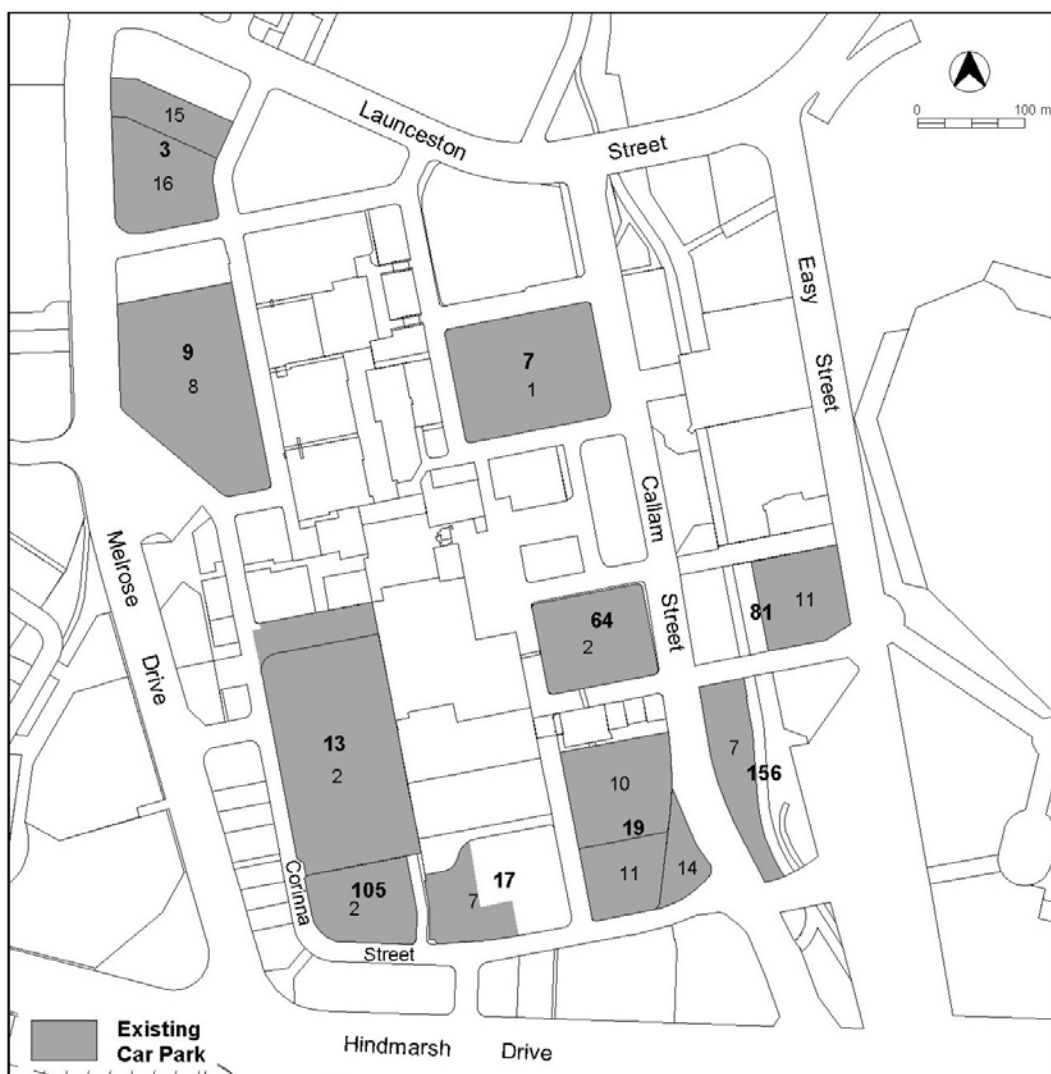 0 100 m
Launceston
Street
15
3
16
Easy
Street
9
8
7
1
Callam
Street
Melrose
Drive
64
2
81
11
13
2
7
156
10
19
11
14
Corinna
Street
105
2
17
7
Existing
Car Park
Hindmarsh Drive